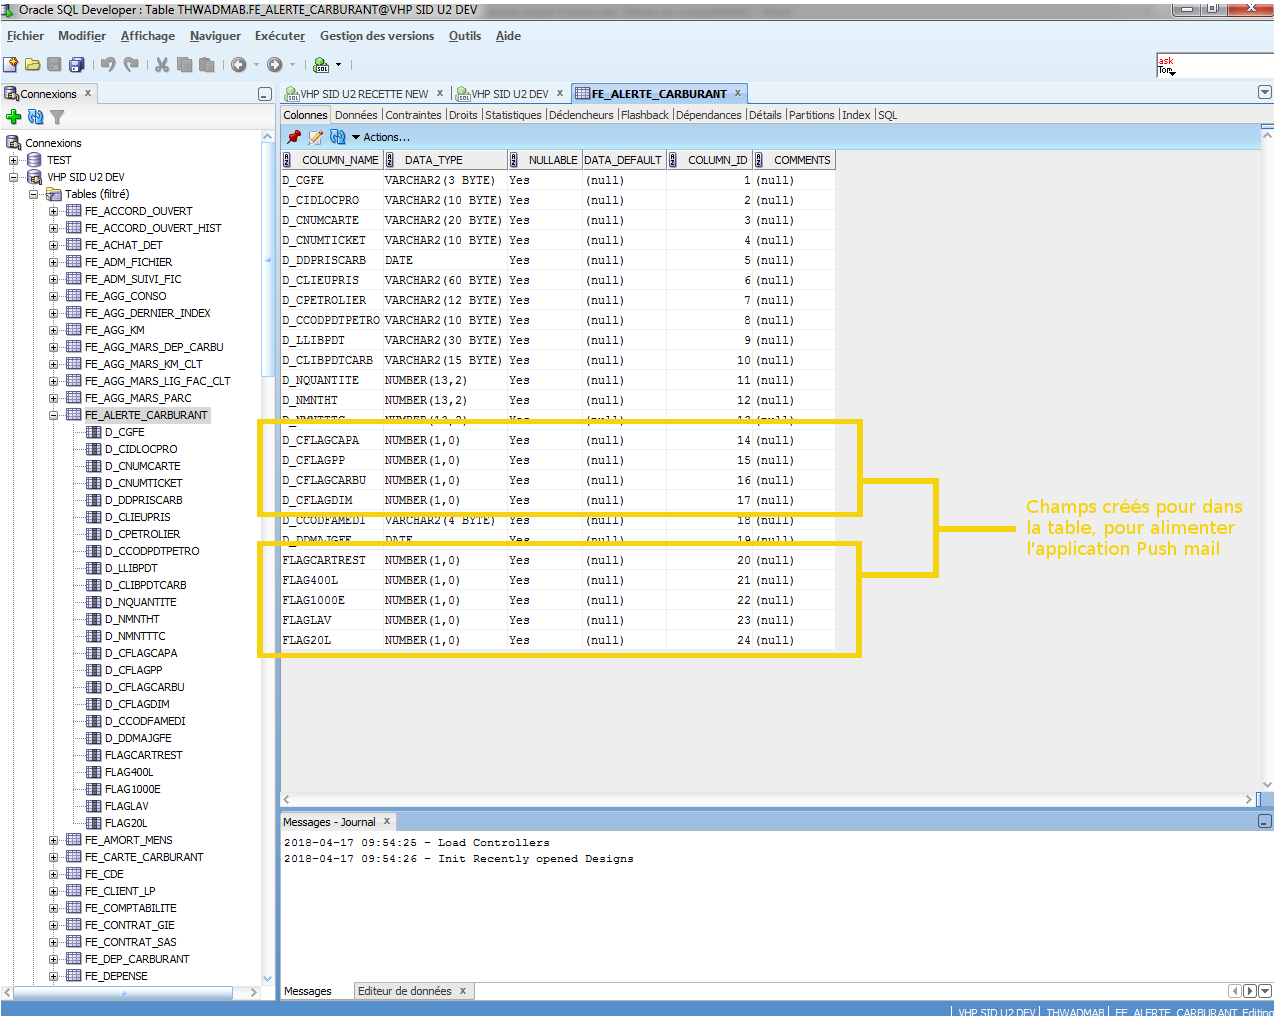 Oracle SQL Developer : Table THWADMAB.FE_ALERTE_CARBURANT@VHP SID U2 DEV
Fichier Modifier Affichage Naviguer Exécuter Gestion des versions Outils Aide
ask
Tom
Connexions
VHP SID U2 RECETTE NEW VHP SID U2 DEV FE_ALERTE_CARBURANT
Colonnes Données Contraintes Droits Statistiques Déclencheurs Flashback Dépendances Détails Partitions Index SQL
Actions...
Connexions
TEST
VHP SID U2 DEV
Tables (filtré)
FE_ACCORD_OUVERT
FE_ACCORD_OUVERT_HIST
FE_ACHAT_DET
FE_ADM_FICHIER
FE_ADM_SUIVI_FIC
FE_AGG_CONSO
FE_AGG_DERNIER_INDEX
FE_AGG_KM
FE_AGG_MARS_DEP_CARBU
FE_AGG_MARS_KM_CLT
FE_AGG_MARS_LIG_FAC_CLT
FE_AGG_MARS_PARC
FE_ALERTE_CARBURANT
D_CGFE
D_CIDLOCPRO
D_CNUMCARTE
D_CNUMTICKET
D_DDPRISCARB
D_CLIEUPRIS
D_CPETROLIER
D_CCODPDTPETRO
D_LLIBPDT
D_CLIBPDTCARB
D_NQUANTITE
D_NMNTHT
D_NMNTTTC
D_CFLAGCAPA
D_CFLAGPP
D_CFLAGCARBU
D_CFLAGDIM
D_CCODFAMEDI
D_DDMAJGFE
FLAGCARTREST
FLAG400L
FLAG1000E
FLAGLAV
FLAG20L
FE_AMORT_MENS
FE_CARTE_CARBURANT
FE_CDE
FE_CLIENT_LP
FE_COMPTABILITE
FE_CONTRAT_GIE
FE_CONTRAT_SAS
FE_DEP_CARBURANT
FE_DEPENSE
COLUMN_NAME DATA_TYPE NULLABLE DATA_DEFAULT COLUMN_ID COMMENTS
D_CGFE VARCHAR2(3 BYTE) Yes (null) 1 (null)
D_CIDLOCPRO VARCHAR2(10 BYTE) Yes (null) 2 (null)
D_CNUMCARTE VARCHAR2(20 BYTE) Yes (null) 3 (null)
D_CNUMTICKET VARCHAR2(10 BYTE) Yes (null) 4 (null)
D_DDPRISCARB DATE Yes (null) 5 (null)
D_CLIEUPRIS VARCHAR2(60 BYTE) Yes (null) 6 (null)
D_CPETROLIER VARCHAR2(12 BYTE) Yes (null) 7 (null)
D_CCODPDTPETRO VARCHAR2(10 BYTE) Yes (null) 8 (null)
D_LLIBPDT VARCHAR2(30 BYTE) Yes (null) 9 (null)
D_CLIBPDTCARB VARCHAR2(15 BYTE) Yes (null) 10 (null)
D_NQUANTITE NUMBER(13,2) Yes (null) 11 (null)
D_NMNTHT NUMBER(13,2) Yes (null) 12 (null)
D_NMNTTTC NUMBER(13,2) Yes (null) 13 (null)
D_CFLAGCAPA NUMBER(1,0) Yes (null) 14 (null)
D_CFLAGPP NUMBER(1,0) Yes (null) 15 (null)
D_CFLAGCARBU NUMBER(1,0) Yes (null) 16 (null)
D_CFLAGDIM NUMBER(1,0) Yes (null) 17 (null)
D_CCODFAMEDI VARCHAR2(4 BYTE) Yes (null) 18 (null)
D_DDMAJGFE DATE Yes (null) 19 (null)
FLAGCARTREST NUMBER(1,0) Yes (null) 20 (null)
FLAG400L NUMBER(1,0) Yes (null) 21 (null)
FLAG1000E NUMBER(1,0) Yes (null) 22 (null)
FLAGLAV NUMBER(1,0) Yes (null) 23 (null)
FLAG20L NUMBER(1,0) Yes (null) 24 (null)
Champs créés pour dans
la table, pour alimenter
l'application Push mail
Messages - Journal
2018-04-17 09:54:25 - Load Controllers
2018-04-17 09:54:26 - Init Recently opened Designs
Messages Editeur de données
VHP SID U2 DEV THWADMAB FE_ALERTE_CARBURANT Editing